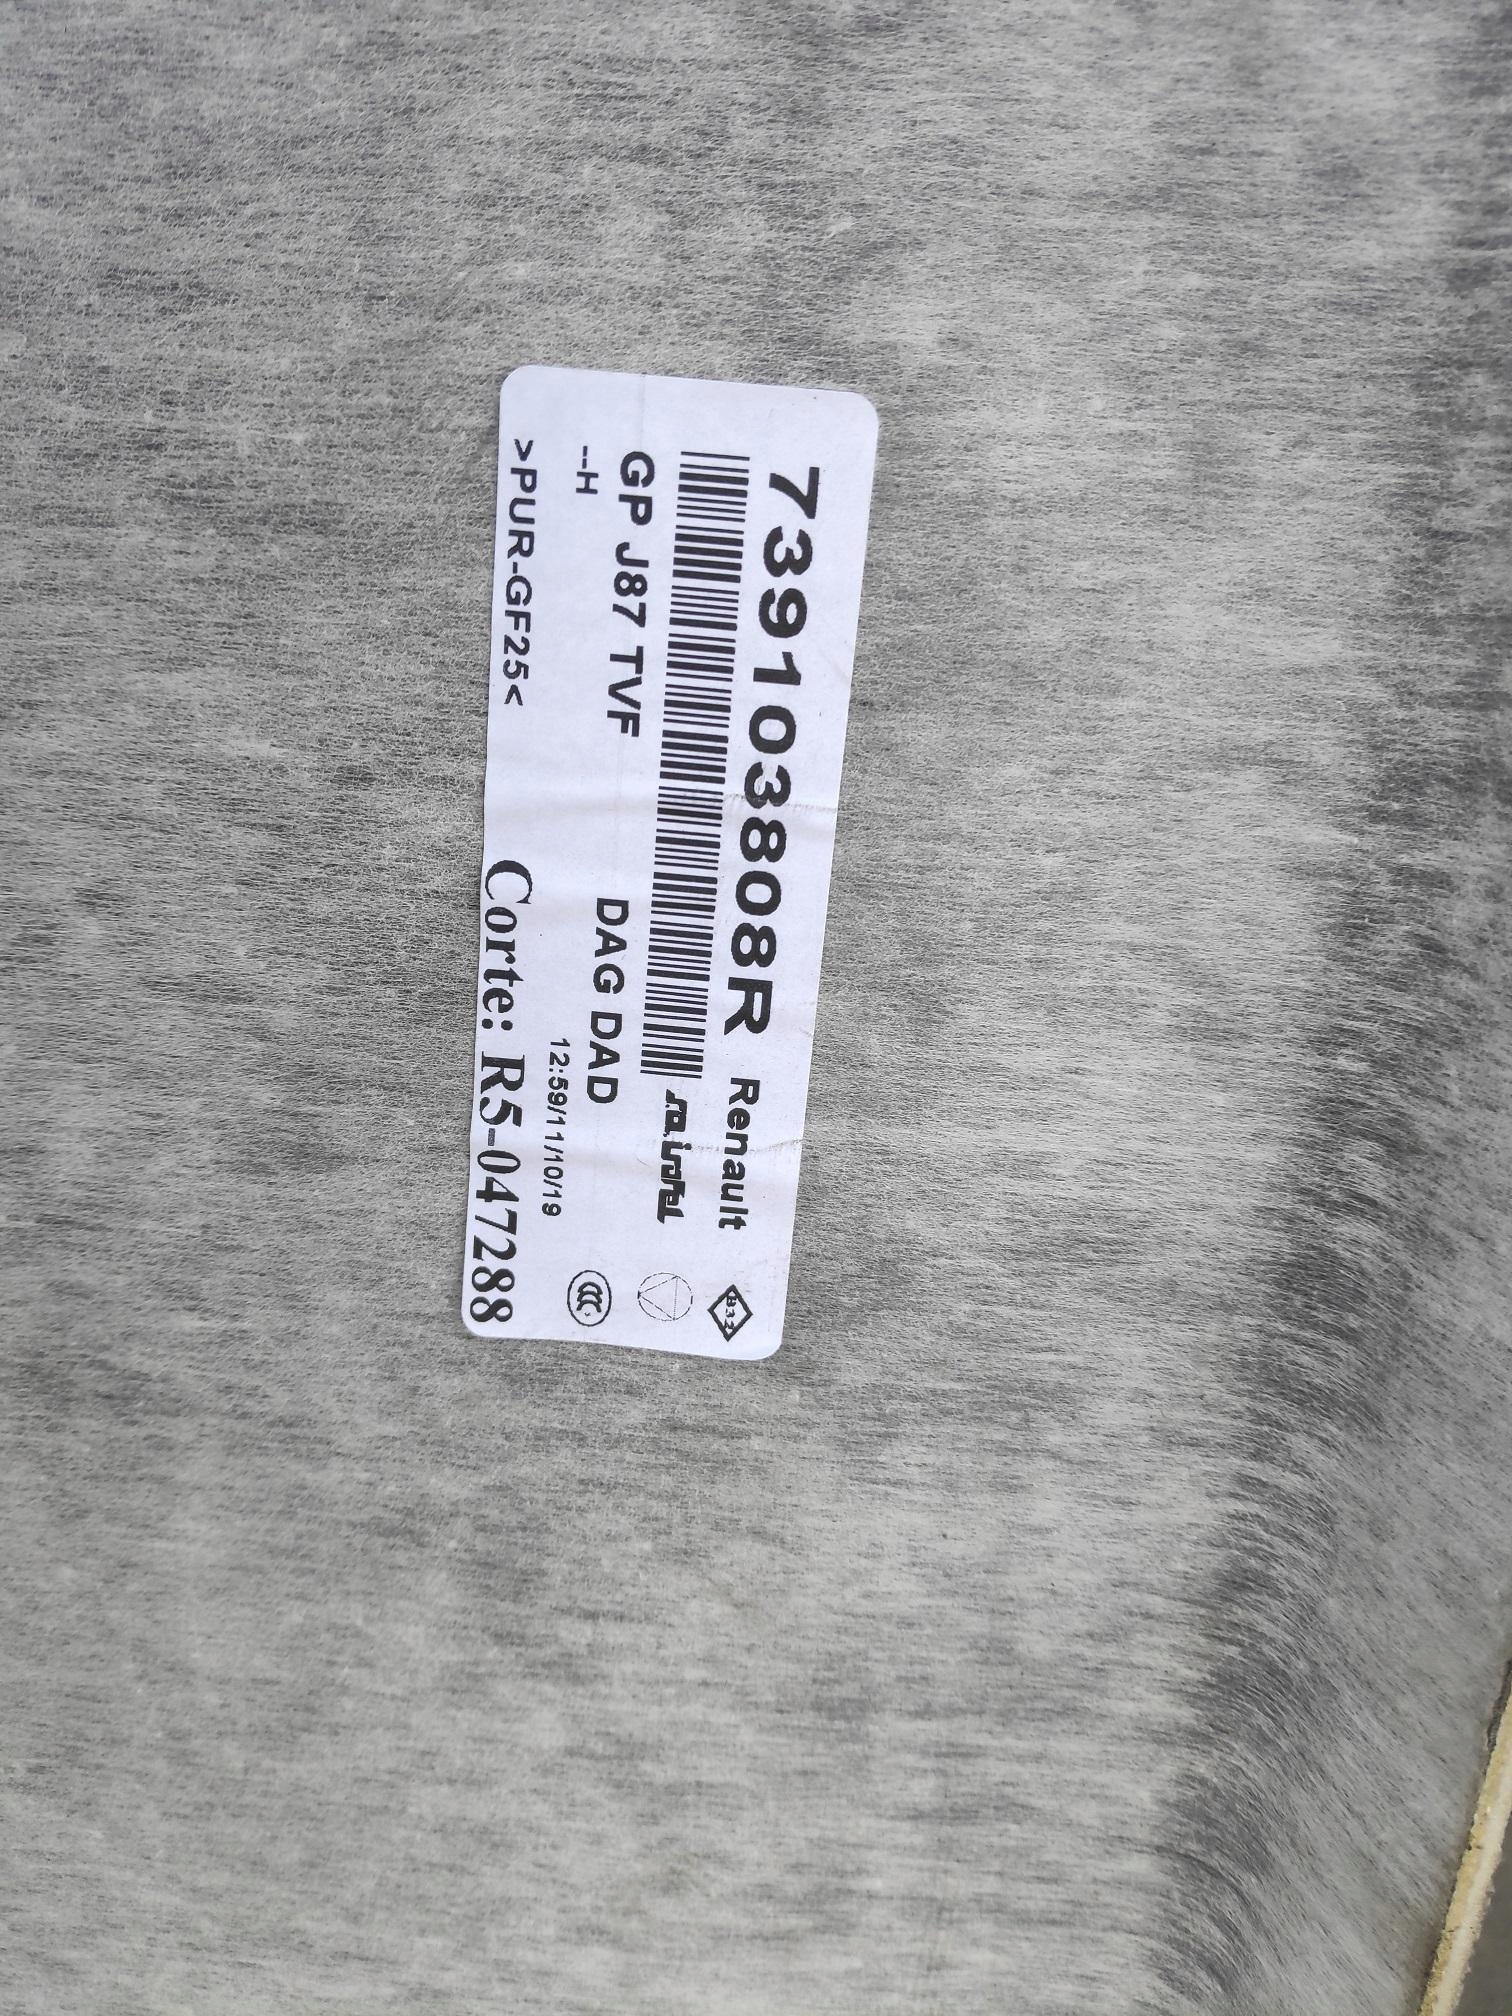 739103808R Renault
GP J87 TVF DAG DAD
--H
12:59/11/10/19
>PUR-GF25<
Corte: R5-047288